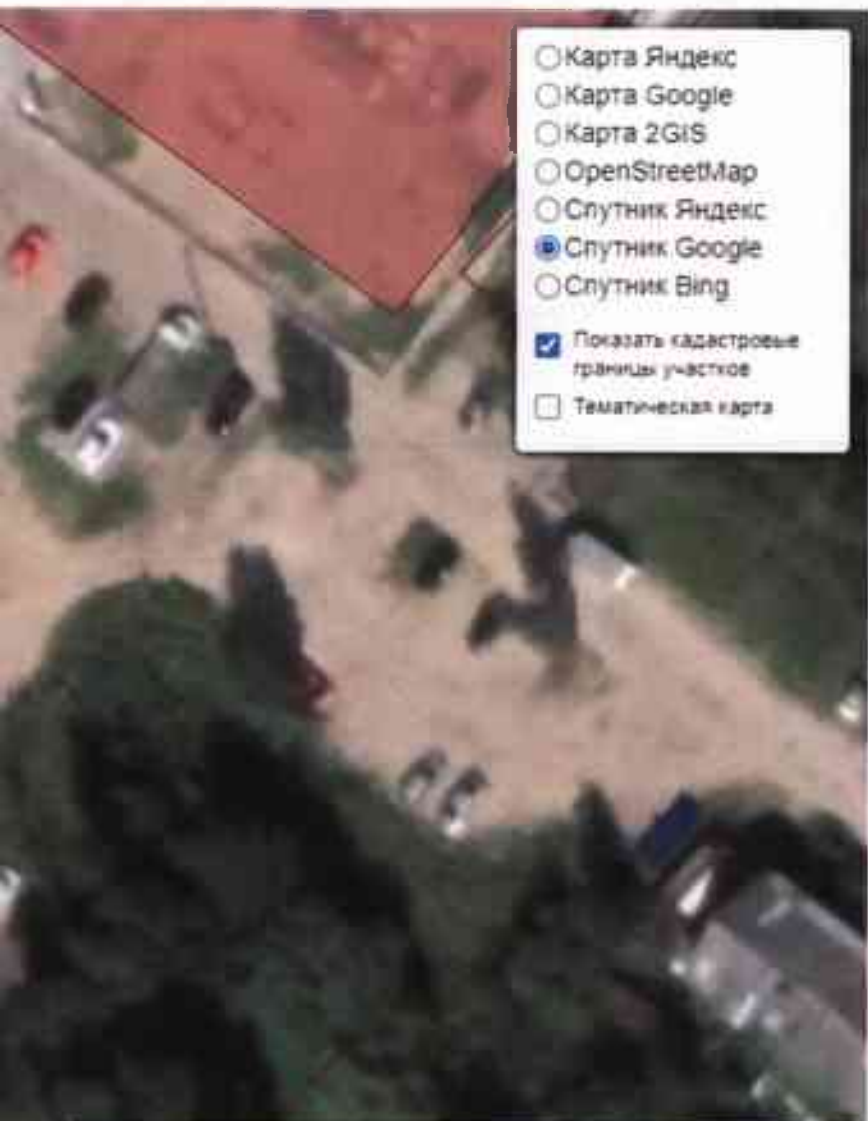 Карта Яндекс
Карта Google
Карта 2GIS
OpenStreetMap
Спутник Яндекс
Спутник Google
Спутник Bing
Показать кадастровые
границы участков
Тематическая карта